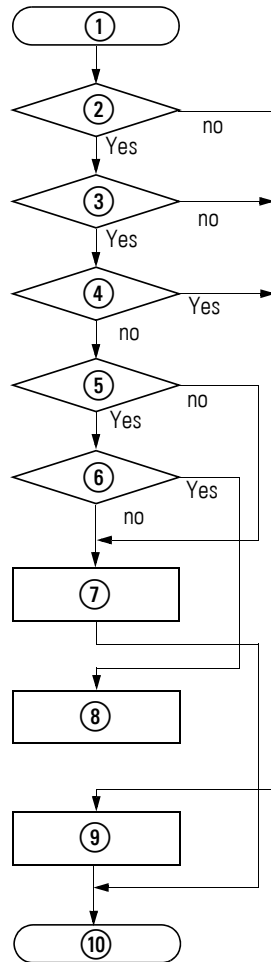 ①
②
no
Yes
③
no
Yes
④
Yes
no
⑤
no
Yes
⑥
Yes
no
⑦
⑧
⑨
⑩